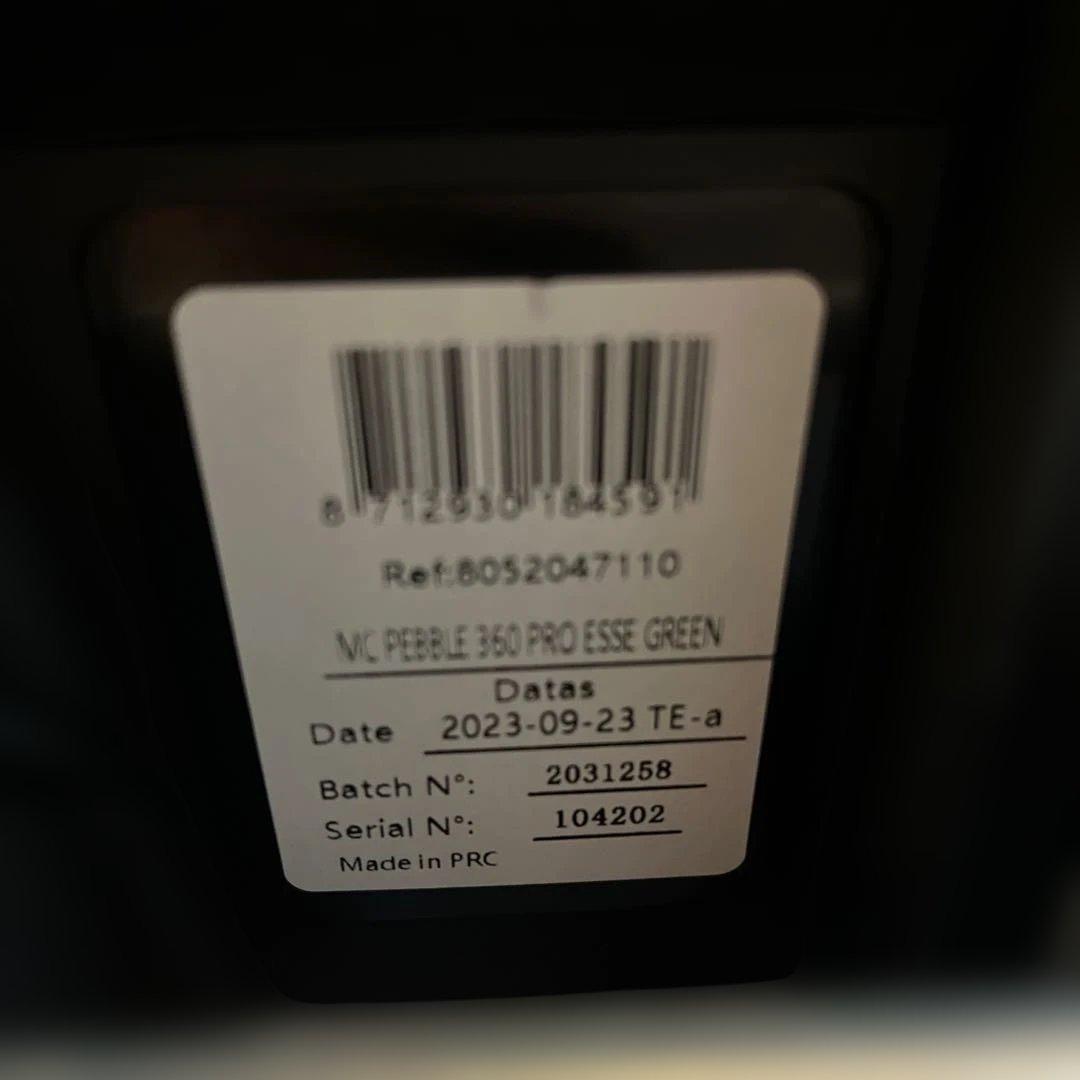 8 712930 184591
Ref:8052047110
MC PEBBLE 360 PRO ESSE GREEN
Datas
Date 2023-09-23 TE-a
Batch N°: 2031258
Serial N°: 104202
Made in PRC